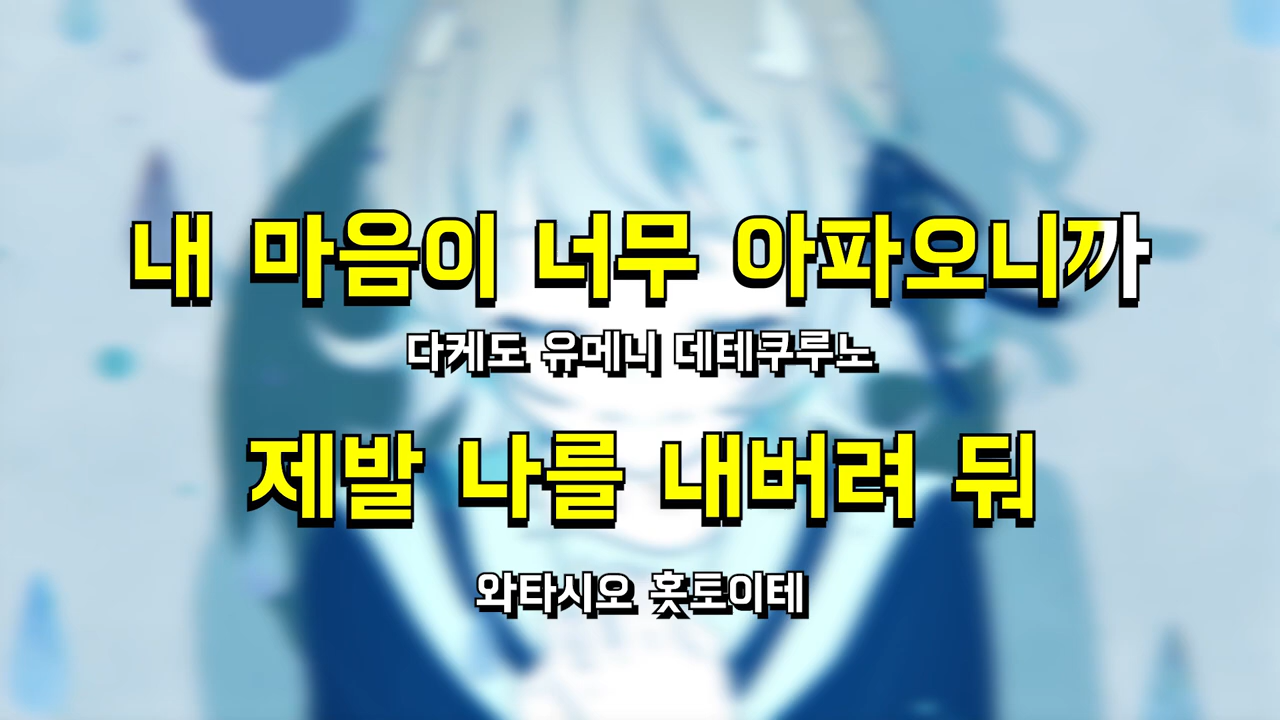 내 마음이 너무 아파오니까
다케도 유메니 데테쿠루노
제발 나를 내버려 둬
와타시오 홋토이테